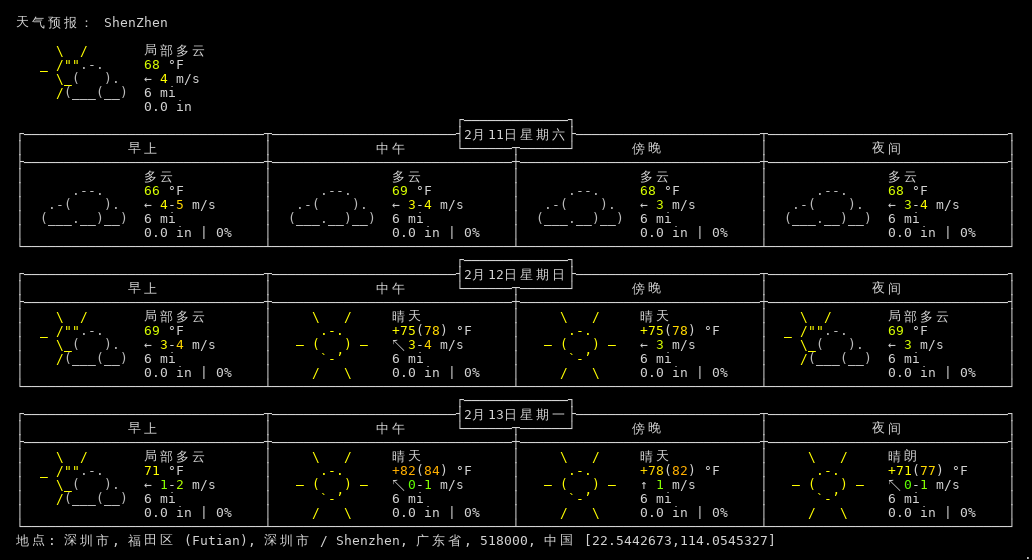 天气预报： ShenZhen
局部多云
68 °F
← 4 m/s
6 mi
0.0 in
2月11日星期六
早上 中午 傍晚 夜间
多云 多云 多云 多云
66 °F 69 °F 68 °F 68 °F
← 4-5 m/s ← 3-4 m/s ← 3 m/s ← 3-4 m/s
6 mi 6 mi 6 mi 6 mi
0.0 in | 0% 0.0 in | 0% 0.0 in | 0% 0.0 in | 0%
2月12日星期日
早上 中午 傍晚 夜间
局部多云 晴天 晴天 局部多云
69 °F +75(78) °F +75(78) °F 69 °F
← 3-4 m/s ↖ 3-4 m/s ← 3 m/s ← 3 m/s
6 mi 6 mi 6 mi 6 mi
0.0 in | 0% 0.0 in | 0% 0.0 in | 0% 0.0 in | 0%
2月13日星期一
早上 中午 傍晚 夜间
局部多云 晴天 晴天 晴朗
71 °F +82(84) °F +78(82) °F +71(77) °F
← 1-2 m/s ↖ 0-1 m/s ↑ 1 m/s ↖ 0-1 m/s
6 mi 6 mi 6 mi 6 mi
0.0 in | 0% 0.0 in | 0% 0.0 in | 0% 0.0 in | 0%
地点: 深圳市, 福田区 (Futian), 深圳市 / Shenzhen, 广东省, 518000, 中国 [22.5442673,114.0545327]